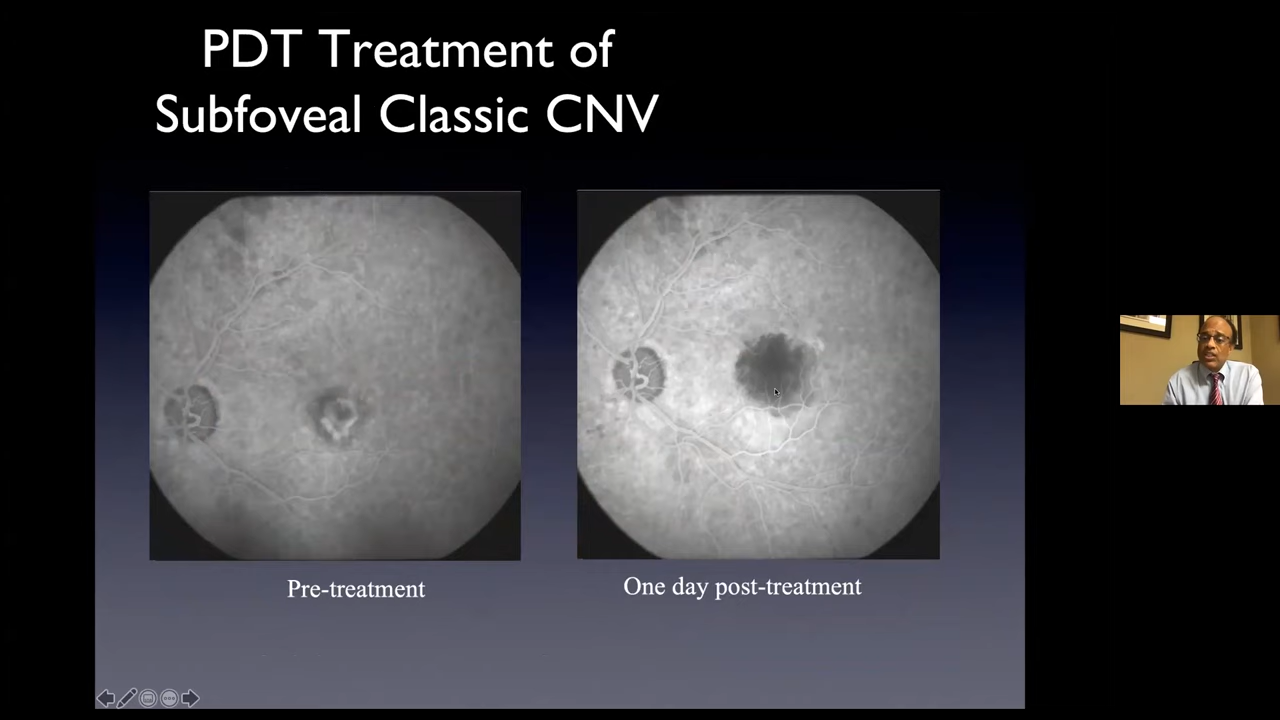 PDT Treatment of
Subfoveal Classic CNV
Pre-treatment
One day post-treatment